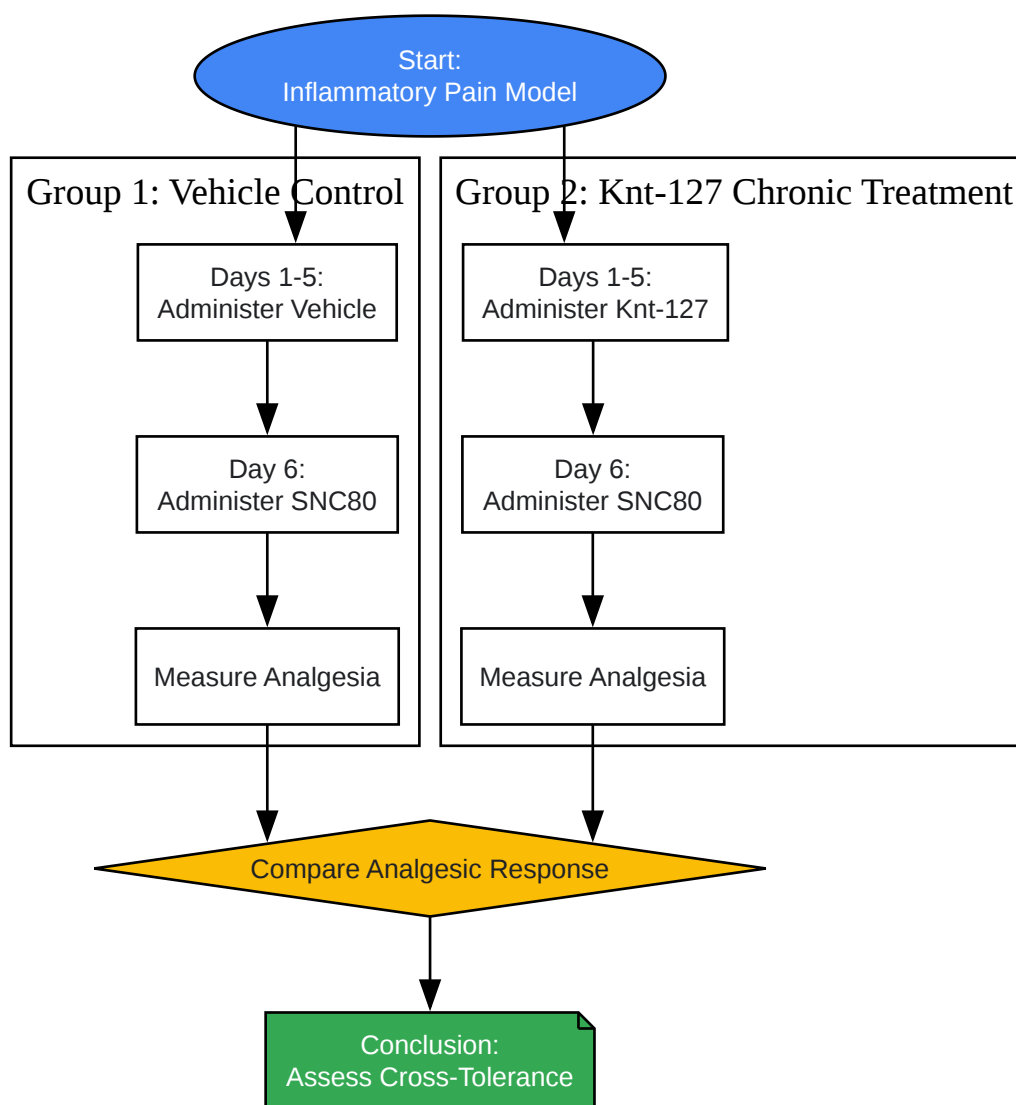 Start:
Inflammatory Pain Model
Group 1: Vehicle Control
Days 1-5:
Administer Vehicle
Day 6:
Administer SNC80
Measure Analgesia
Group 2: Knt-127 Chronic Treatment
Days 1-5:
Administer Knt-127
Day 6:
Administer SNC80
Measure Analgesia
Compare Analgesic Response
Conclusion:
Assess Cross-Tolerance